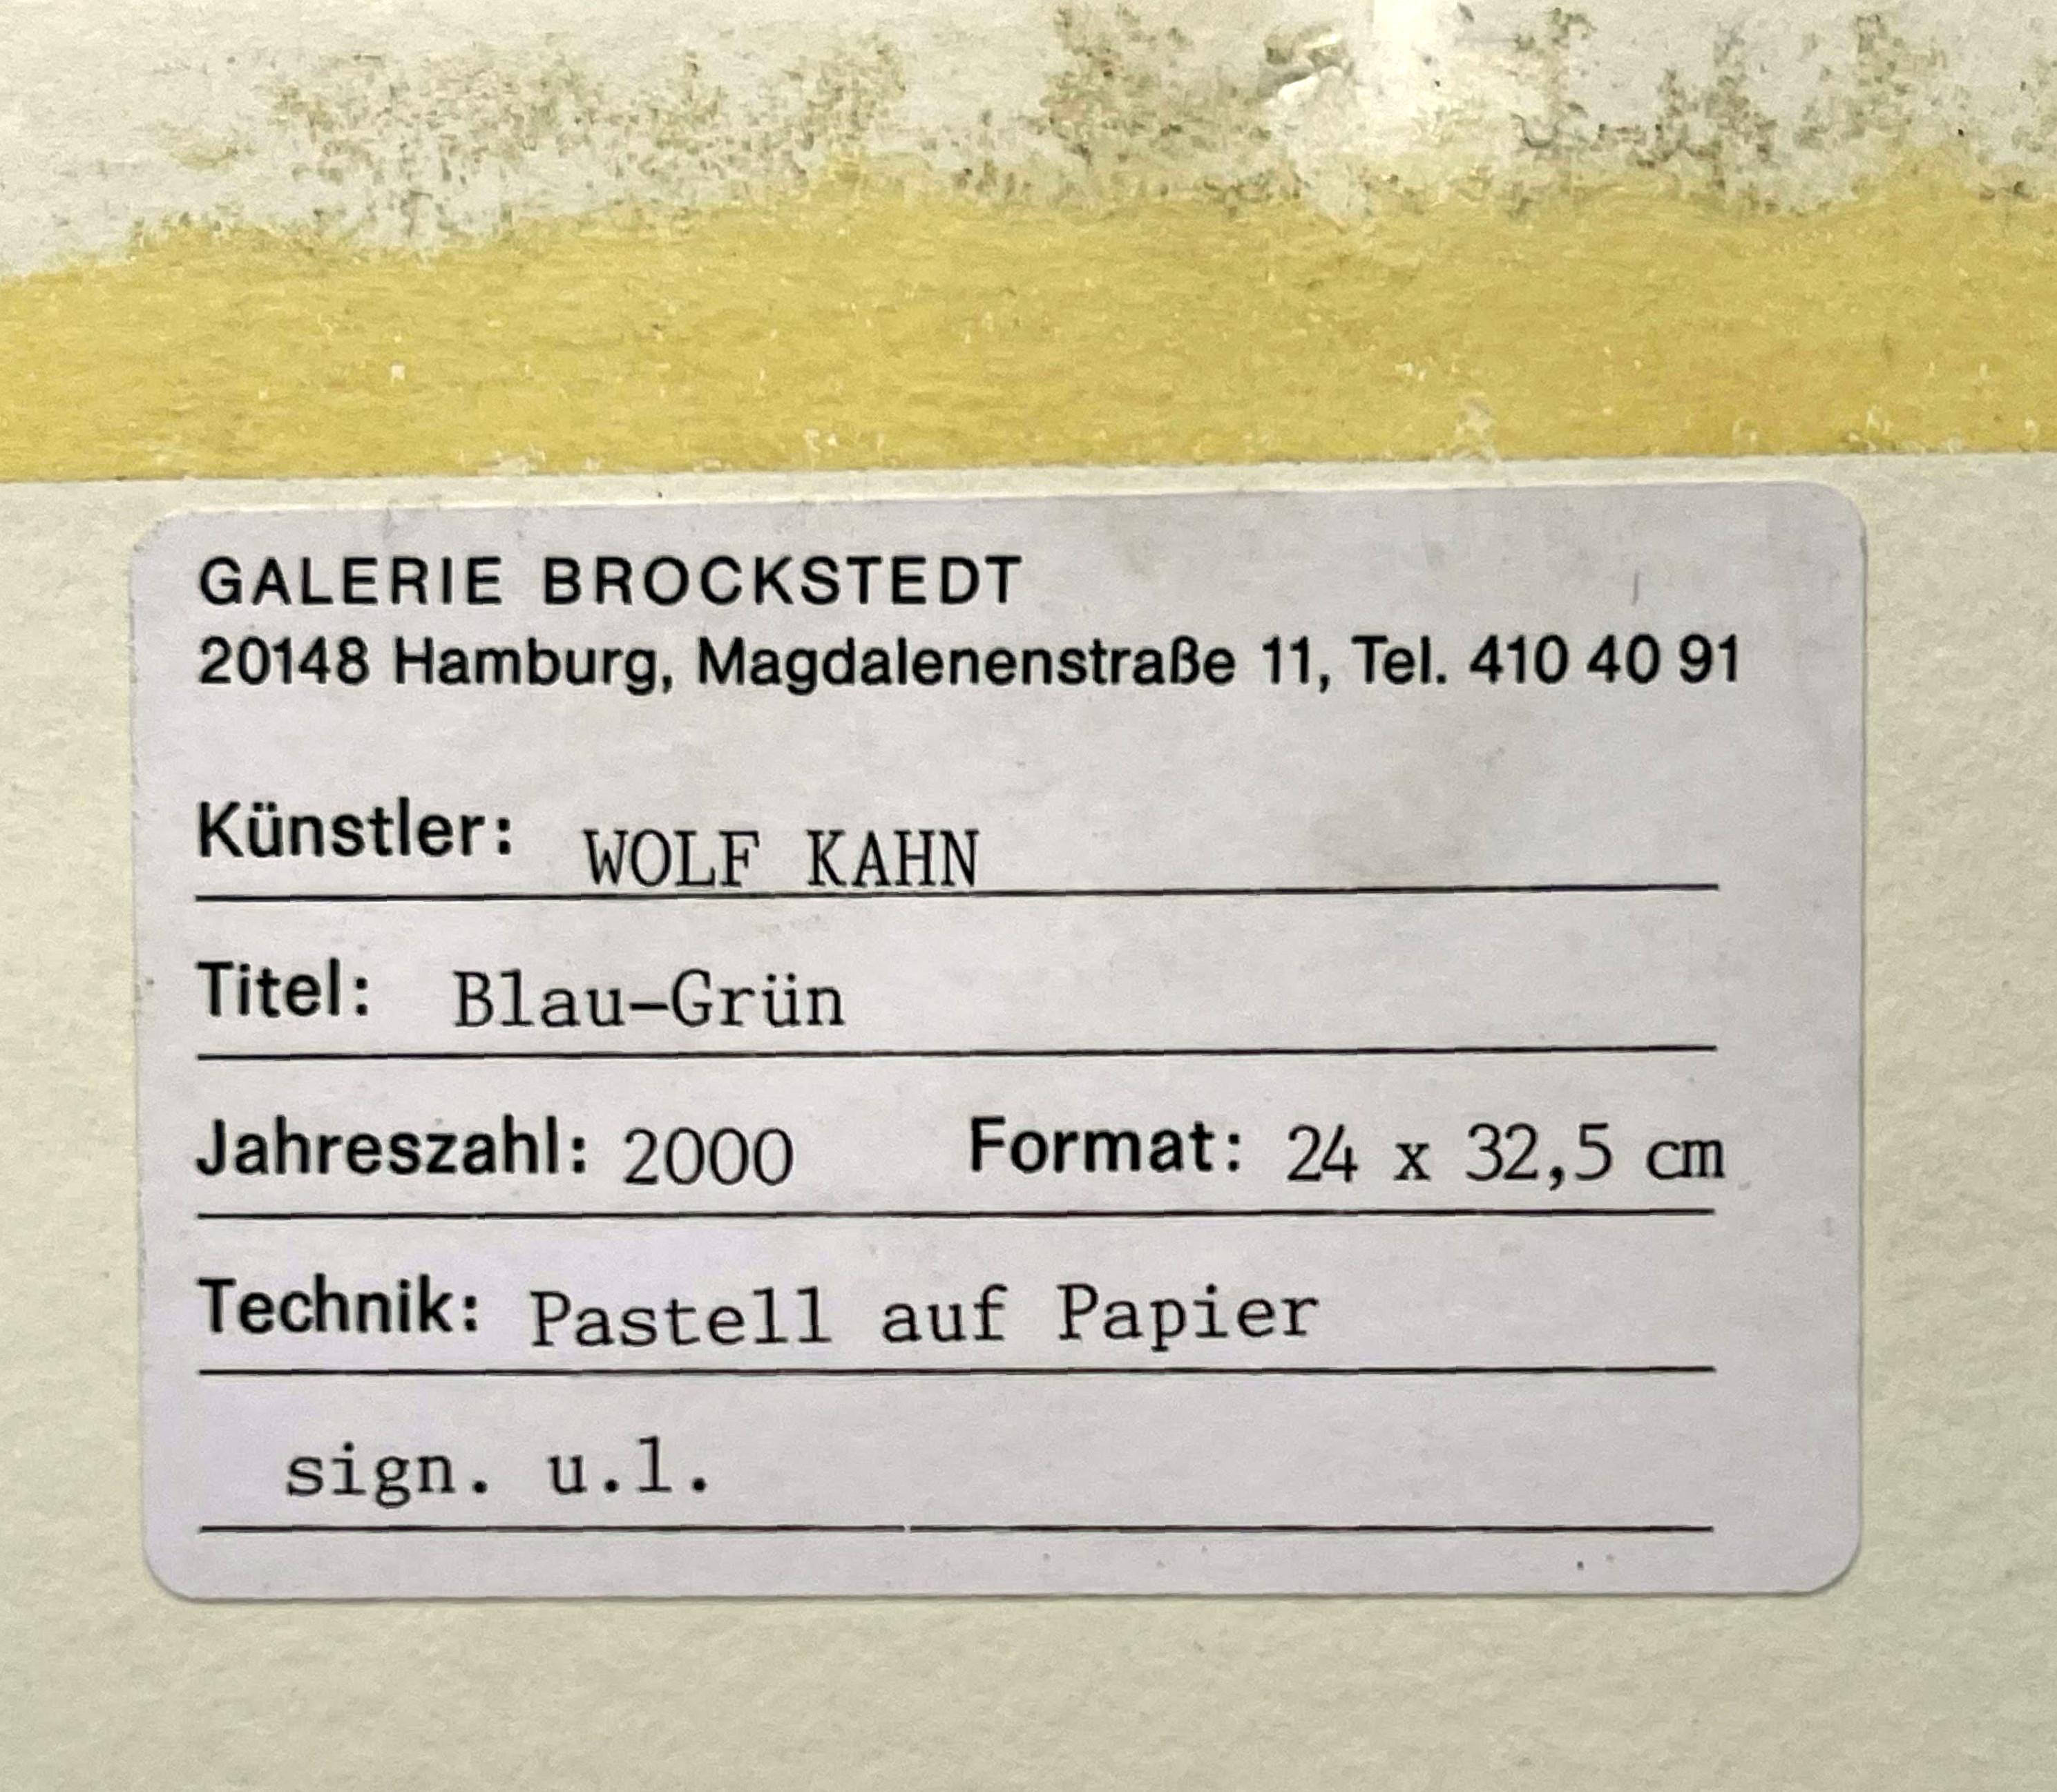 GALERIE BROCKSTEDT
20148 Hamburg, Magdalenenstraße 11, Tel. 410 40 91
Künstler: WOLF KAHN
Titel: Blau-Grün
Jahreszahl: 2000 Format: 24 x 32,5 cm
Technik: Pastell auf Papier
sign. u.l.